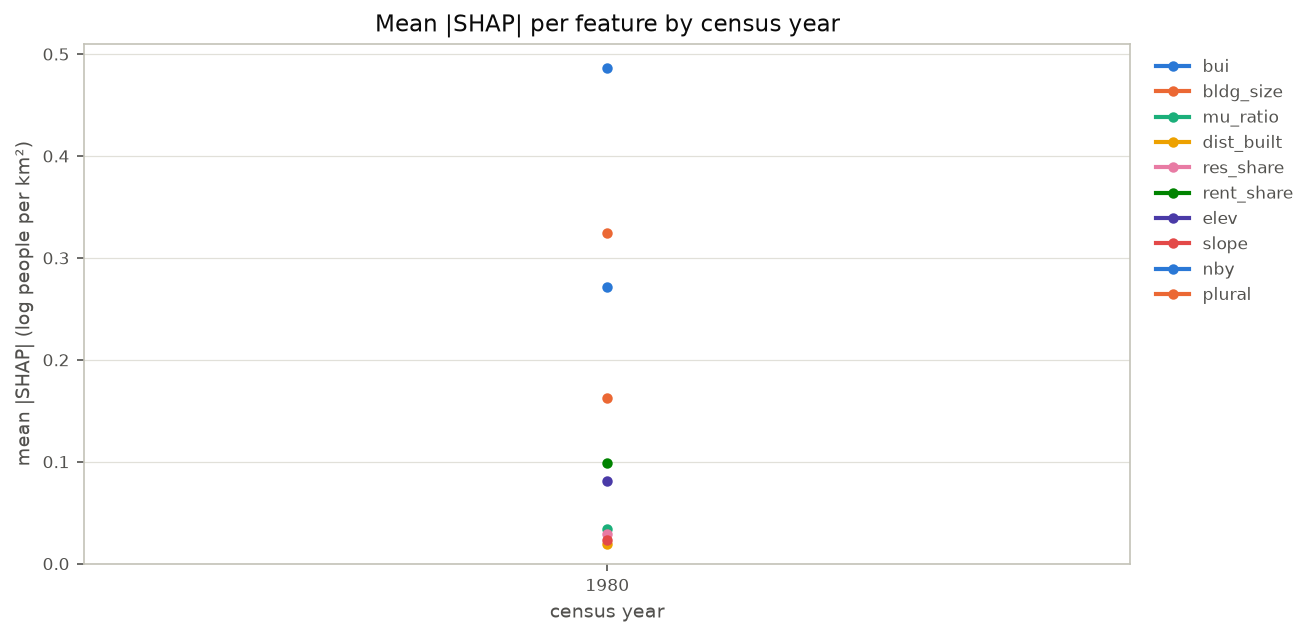 Mean |SHAP| per feature by census year
mean |SHAP| (log people per km²)
0.5
0.4
0.3
0.2
0.1
0.0
1980
census year
bui
bldg_size
mu_ratio
dist_built
res_share
rent_share
elev
slope
nby
plural